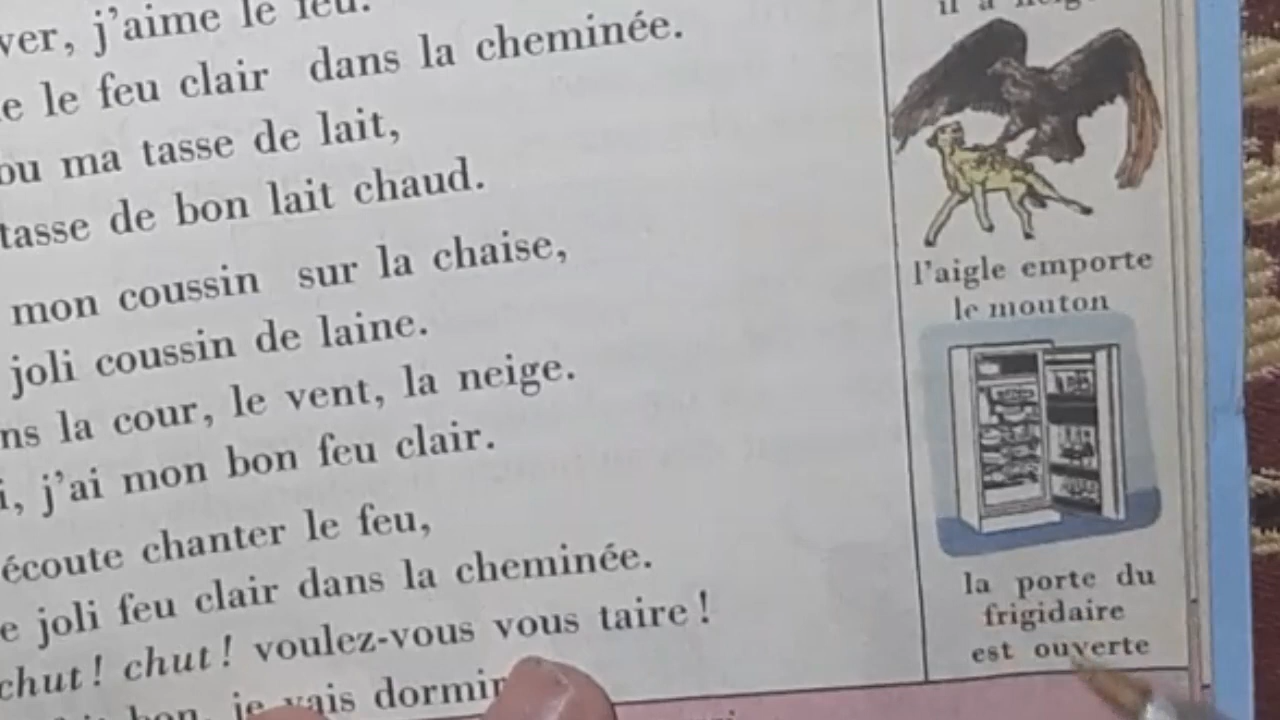 j'aime le feu.
le feu clair dans la cheminée.
ma tasse de lait,
tasse de bon lait chaud.
mon coussin sur la chaise,
joli coussin de laine.
la cour, le vent, la neige.
j'ai mon bon feu clair.
écoute chanter le feu,
joli feu clair dans la cheminée.
chut ! chut ! voulez-vous vous taire !
bon, je vais dormir
il a
l'aigle emporte
le mouton
la porte du
frigidaire
est ouverte